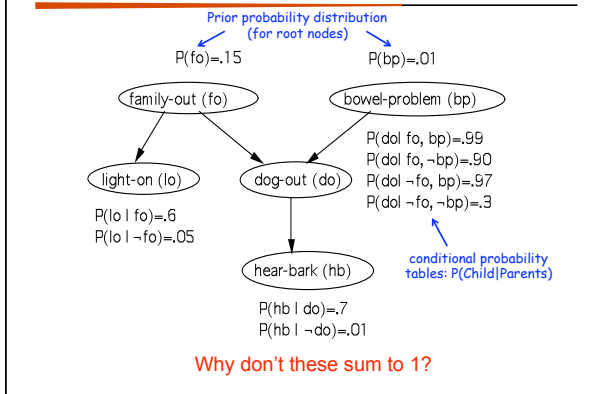 Prior probability distribution
(for root nodes)
P(fo)=.15
P(bp)=.01
family-out (fo)
bowel-problem (bp)
P(do| fo, bp)=.99
P(do| fo, ¬bp)=.90
P(do| ¬fo, bp)=.97
P(do| ¬fo, ¬bp)=.3
light-on (lo)
dog-out (do)
P(lo | fo)=.6
P(lo | ¬fo)=.05
conditional probability
tables: P(Child|Parents)
hear-bark (hb)
P(hb | do)=.7
P(hb | ¬do)=.01
Why don't these sum to 1?